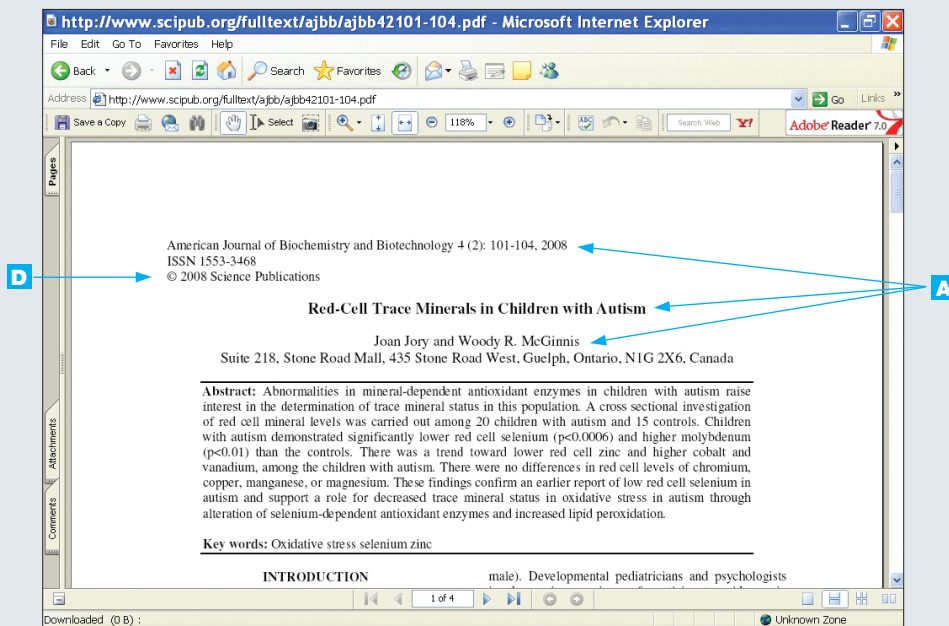 http://www.scipub.org/fulltext/ajbb/ajbb42101-104.pdf - Microsoft Internet Explorer
File Edit Go To Favorites Help
Back Search Favorites
Address http://www.scipub.org/fulltext/ajbb/ajbb42101-104.pdf Go Links »
Save a Copy Select 118% Search Web Y! Adobe Reader 7.0
Pages
American Journal of Biochemistry and Biotechnology 4 (2): 101-104, 2008
ISSN 1553-3468
D © 2008 Science Publications
A
Red-Cell Trace Minerals in Children with Autism
Joan Jory and Woody R. McGinnis
Suite 218, Stone Road Mall, 435 Stone Road West, Guelph, Ontario, N1G 2X6, Canada
Abstract: Abnormalities in mineral-dependent antioxidant enzymes in children with autism raise
interest in the determination of trace mineral status in this population. A cross sectional investigation
of red cell mineral levels was carried out among 20 children with autism and 15 controls. Children
with autism demonstrated significantly lower red cell selenium (p<0.0006) and higher molybdenum
(p<0.01) than the controls. There was a trend toward lower red cell zinc and higher cobalt and
vanadium, among the children with autism. There were no differences in red cell levels of chromium,
copper, manganese, or magnesium. These findings confirm an earlier report of low red cell selenium in
autism and support a role for decreased trace mineral status in oxidative stress in autism through
alteration of selenium-dependent antioxidant enzymes and increased lipid peroxidation.
Attachments
Comments
Key words: Oxidative stress selenium zinc
INTRODUCTION
male). Developmental pediatricians and psychologists
1 of 4
Downloaded (0 B) : Unknown Zone